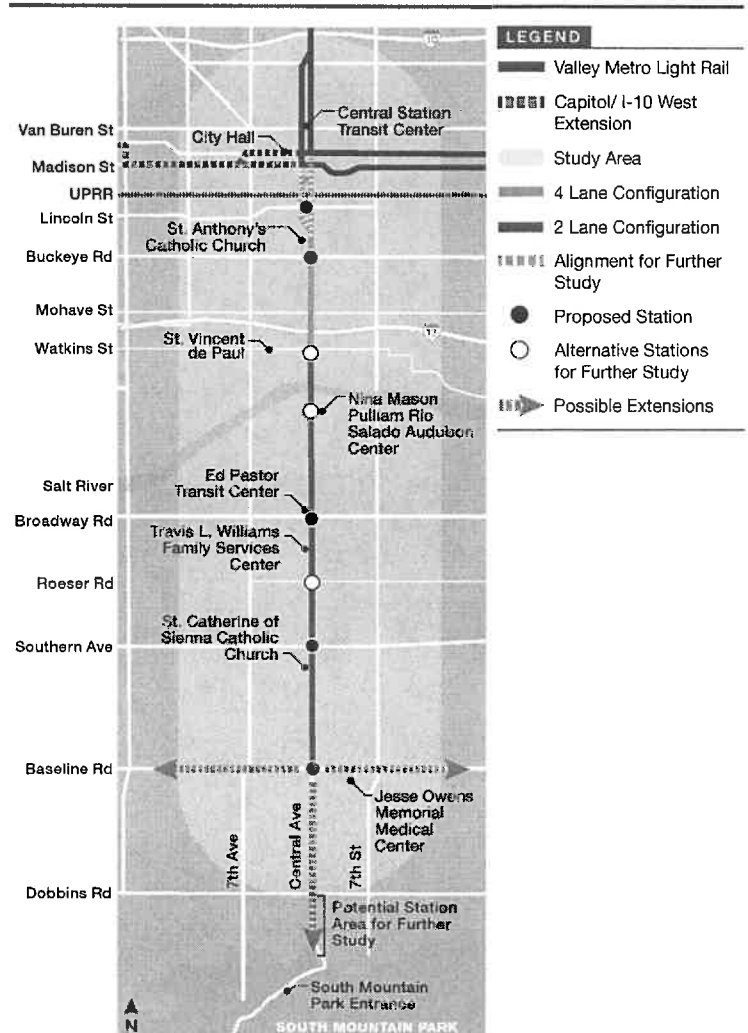 10
LEGEND
Valley Metro Light Rail
Capitol/ I-10 West
Extension
Study Area
4 Lane Configuration
2 Lane Configuration
Alignment for Further
Study
Proposed Station
Alternative Stations
for Further Study
Possible Extensions
Central Station
Transit Center
Van Buren St
City Hall
Madison St
UPRR
Lincoln St
St. Anthony's
Catholic Church
Buckeye Rd
Mohave St
17
Watkins St
St. Vincent
de Paul
Nina Mason
Pulliam Rio
Salado Audubon
Center
Salt River
Ed Pastor
Transit Center
Broadway Rd
Travis L. Williams
Family Services
Center
Roeser Rd
St. Catherine of
Sienna Catholic
Church
Southern Ave
Baseline Rd
Jesse Owens
Memorial
Medical
Center
7th Ave
Central Ave
7th St
Dobbins Rd
Potential Station
Area for Further
Study
South Mountain
Park Entrance
N
SOUTH MOUNTAIN PARK